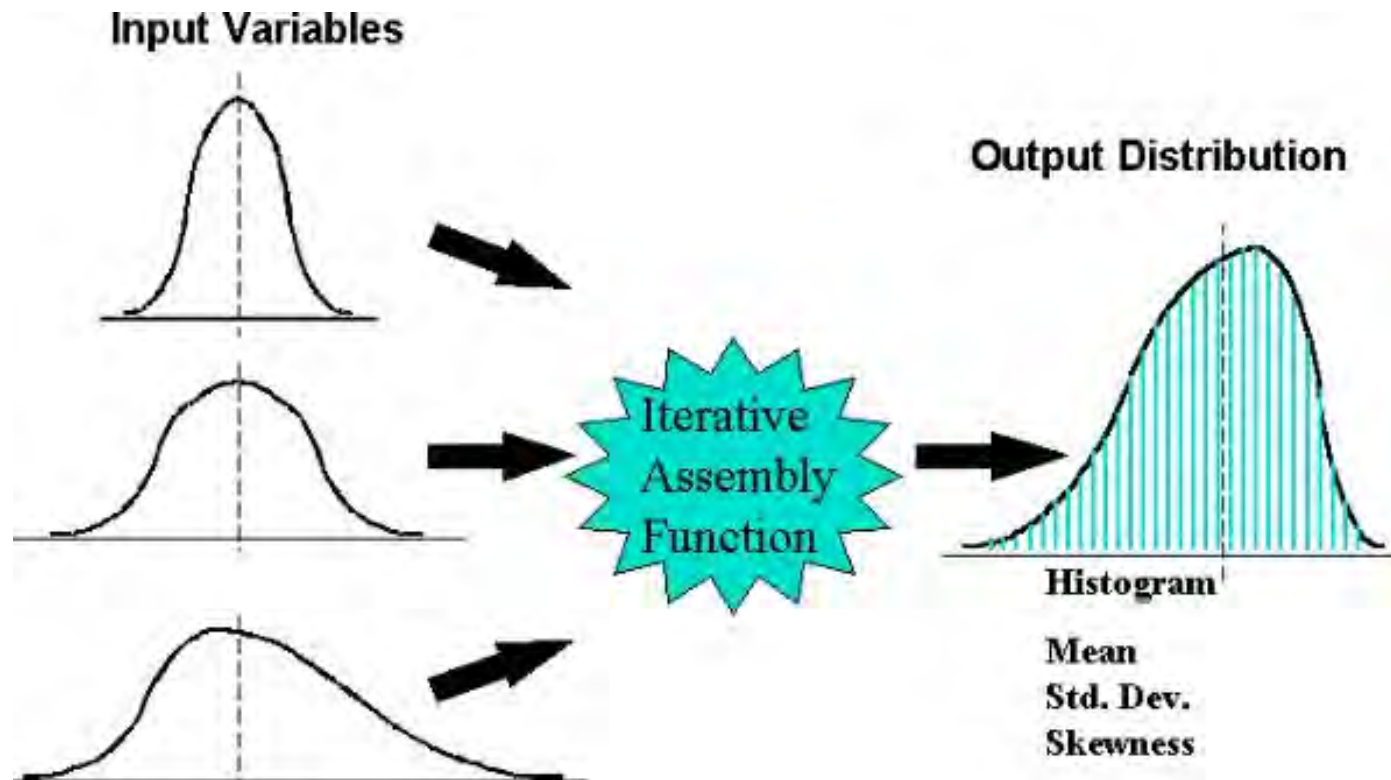 Input Variables
Output Distribution
Iterative
Assembly
Function
Histogram
Mean
Std. Dev.
Skewness